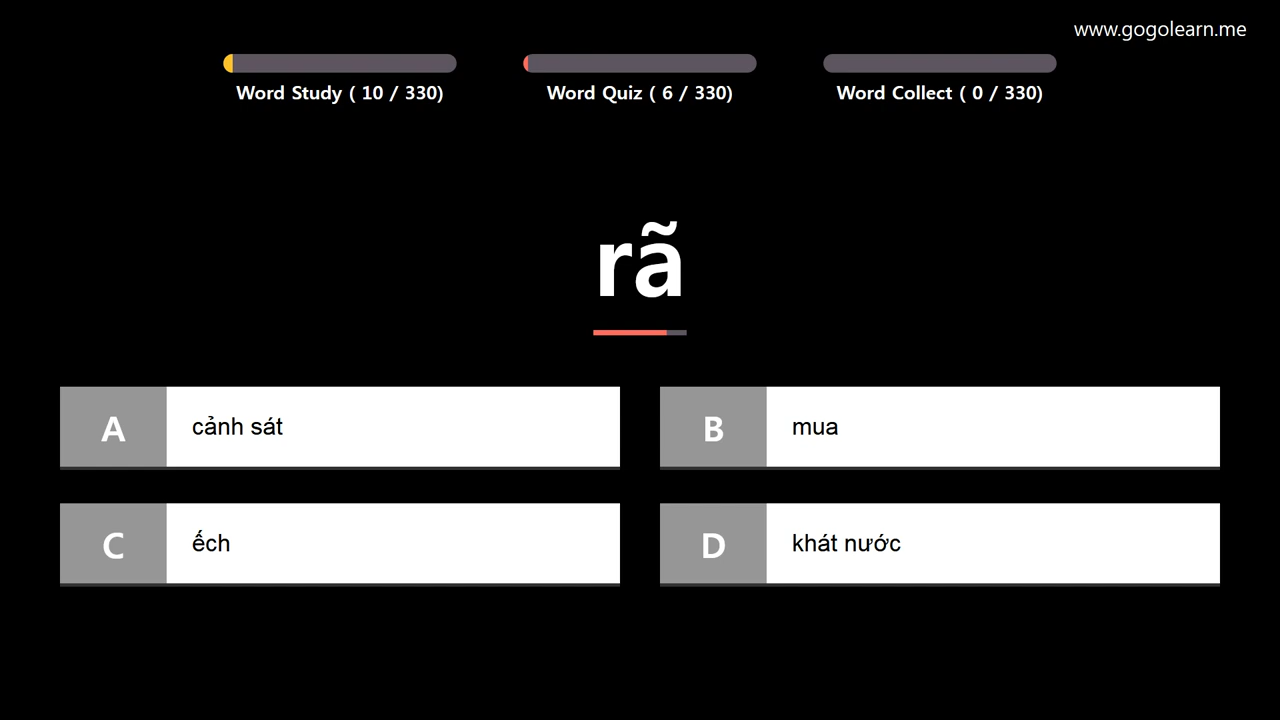 www.gogolearn.me
Word Study ( 10 / 330)
Word Quiz ( 6 / 330)
Word Collect ( 0 / 330)
rã
A cảnh sát
B mua
C ếch
D khát nước